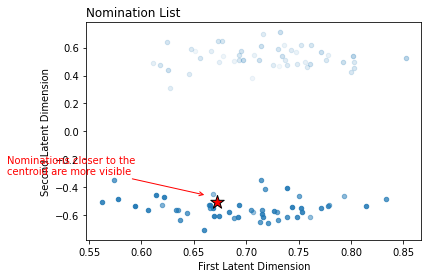 Nomination List
0.6
0.4
0.2
0.0
−0.2
−0.4
−0.6
Second Latent Dimension
Nominations closer to the
centroid are more visible
0.55 0.60 0.65 0.70 0.75 0.80 0.85
First Latent Dimension